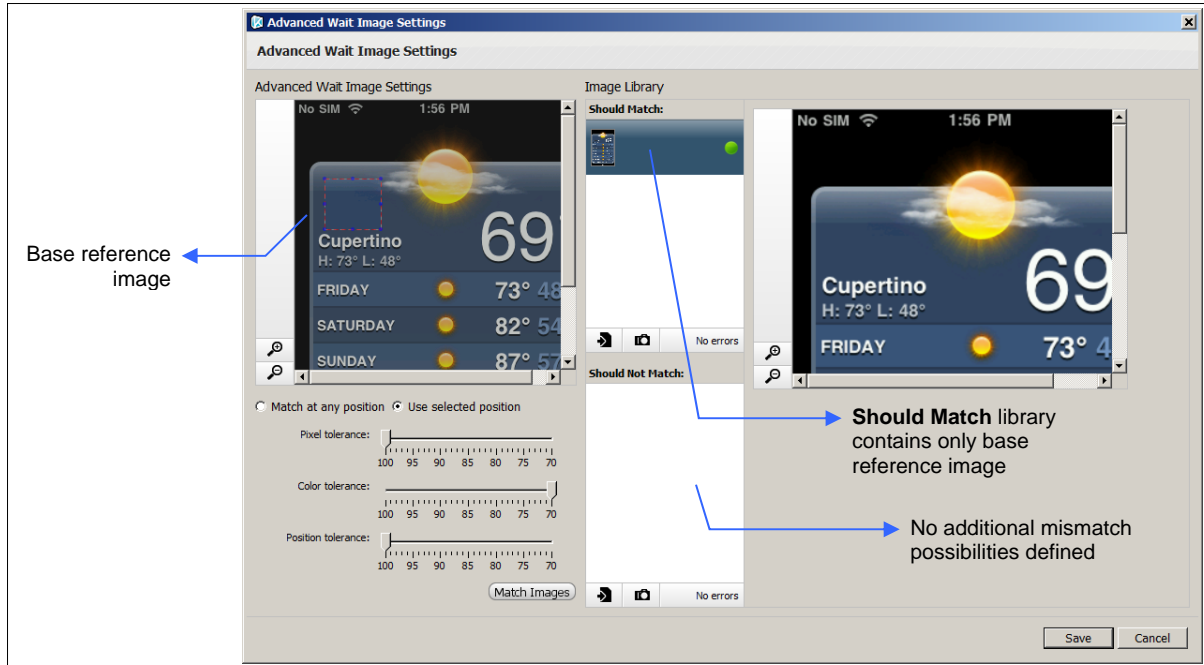 Advanced Wait Image Settings
Advanced Wait Image Settings
Advanced Wait Image Settings
Image Library
No SIM 1:56 PM
69°
Cupertino
H: 73° L: 48°
FRIDAY 73° 48
SATURDAY 82° 54
SUNDAY 87° 57
Should Match:
No errors
Should Not Match:
No errors
No SIM 1:56 PM
69
Cupertino
H: 73° L: 48°
FRIDAY 73° 4
Base reference
image
Match at any position Use selected position
Pixel tolerance:
100 95 90 85 80 75 70
Color tolerance:
100 95 90 85 80 75 70
Position tolerance:
100 95 90 85 80 75 70
Match Images
Should Match library
contains only base
reference image
No additional mismatch
possibilities defined
Save Cancel